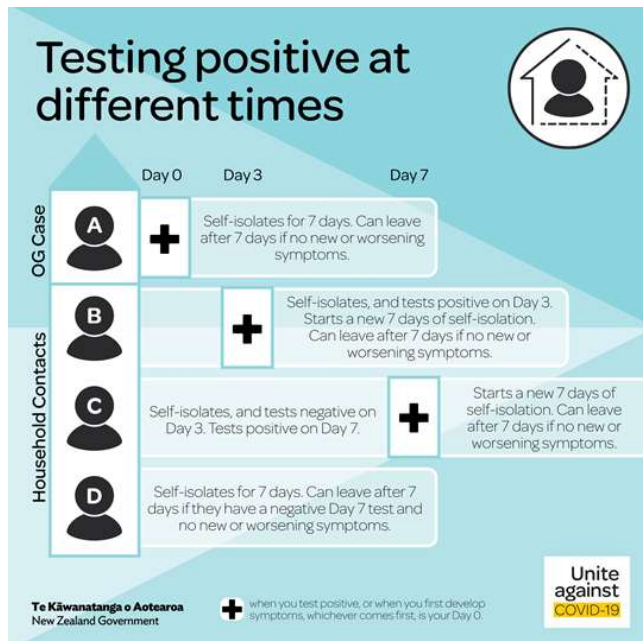 Testing positive at
different times
Day 0 Day 3 Day 7
OG Case
A
Self-isolates for 7 days. Can leave
after 7 days if no new or worsening
symptoms.
Household Contacts
B
Self-isolates, and tests positive on Day 3.
Starts a new 7 days of self-isolation.
Can leave after 7 days if no new or
worsening symptoms.
C
Self-isolates, and tests negative on
Day 3. Tests positive on Day 7.
Starts a new 7 days of
self-isolation. Can leave
after 7 days if no new or
worsening symptoms.
D
Self-isolates for 7 days. Can leave after 7
days if they have a negative Day 7 test and
no new or worsening symptoms.
Te Kāwanatanga o Aotearoa
New Zealand Government
when you test positive, or when you first develop
symptoms, whichever comes first, is your Day 0.
Unite
against
COVID-19